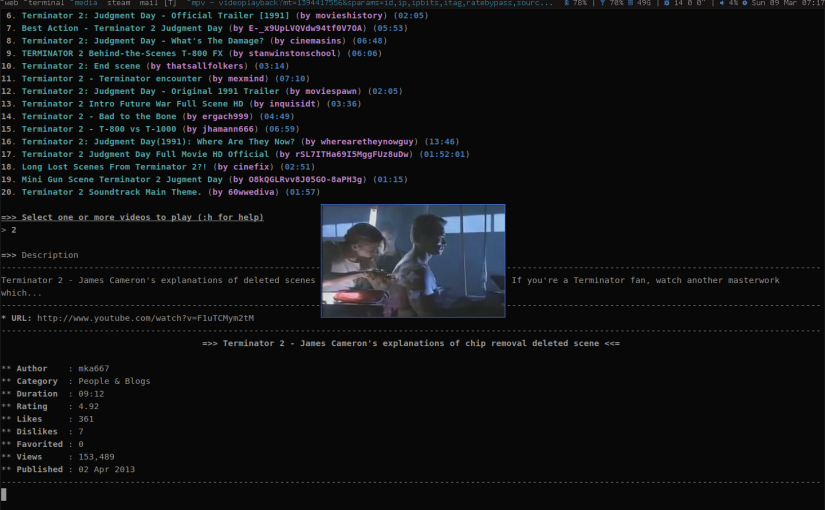 "web "terminal "media steam mail [T] "mpv - videoplayback?mt=1394417556&sparams=id,ip,ipbits,itag,ratebypass,sourc... 78% | 70% 49G | 14 0 0" 4% Sun 09 Mar 07:17
6. Terminator 2: Judgment Day - Official Trailer [1991] (by movieshistory) (02:05)
7. Best Action - Terminator 2 Judgment Day (by E-_x9UpLVQVdw94tf0V7OA) (05:53)
8. Terminator 2: Judgment Day - What's The Damage? (by cinemasins) (06:48)
9. TERMINATOR 2 Behind-the-Scenes T-800 FX (by stanwinstonschool) (06:06)
10. Terminator 2: End scene (by thatsallfolkers) (03:14)
11. Terminator 2 - Terminator encounter (by mexmind) (07:10)
12. Terminator 2: Judgment Day - Original 1991 Trailer (by moviespawn) (02:05)
13. Terminator 2 Intro Future War Full Scene HD (by inquisidt) (03:36)
14. Terminator 2 - Bad to the Bone (by ergach999) (04:49)
15. Terminator 2 - T-800 vs T-1000 (by jhamann666) (06:59)
16. Terminator 2: Judgment Day(1991): Where Are They Now? (by wherearetheynowguy) (13:46)
17. Terminator 2 Judgment Day Full Movie HD Official (by rSL7ITHa69I5MggFUz8uDw) (01:52:01)
18. Long Lost Scenes From Terminator 2?! (by cinefix) (02:51)
19. Mini Gun Scene Terminator 2 Jugment Day (by O8kQGLRvv8J05GO-8aPH3g) (01:15)
20. Terminator 2 Soundtrack Main Theme. (by 60wwediva) (01:57)
=>> Select one or more videos to play (:h for help)
> 2
=>> Description
Terminator 2 - James Cameron's explanations of deleted scenes If you're a Terminator fan, watch another masterwork
which...
* URL: http://www.youtube.com/watch?v=F1uTCMym2tM
=>> Terminator 2 - James Cameron's explanations of chip removal deleted scene <<=
** Author : mka667
** Category : People & Blogs
** Duration : 09:12
** Rating : 4.92
** Likes : 361
** Dislikes : 7
** Favorited : 0
** Views : 153,489
** Published : 02 Apr 2013